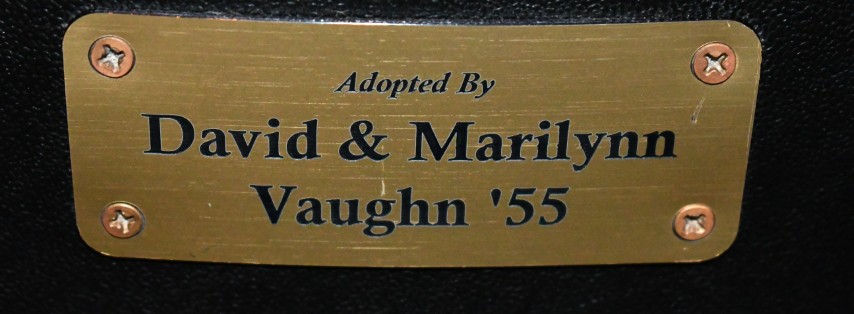 Adopted By
David & Marilynn
Vaughn '55